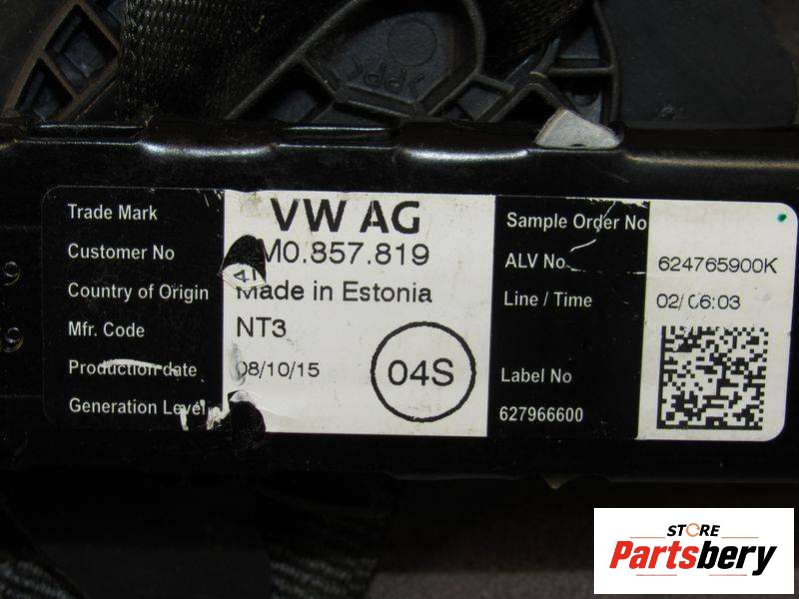 >PP
Trade Mark VW AG
Customer No M0.857.819
Country of Origin Made in Estonia
Mfr. Code NT3
Production date 08/10/15
04S
Generation Level
Sample Order No
ALV No. 624765900K
Line / Time 02/ 06:03
Label No
627966600
STORE
Partsbery